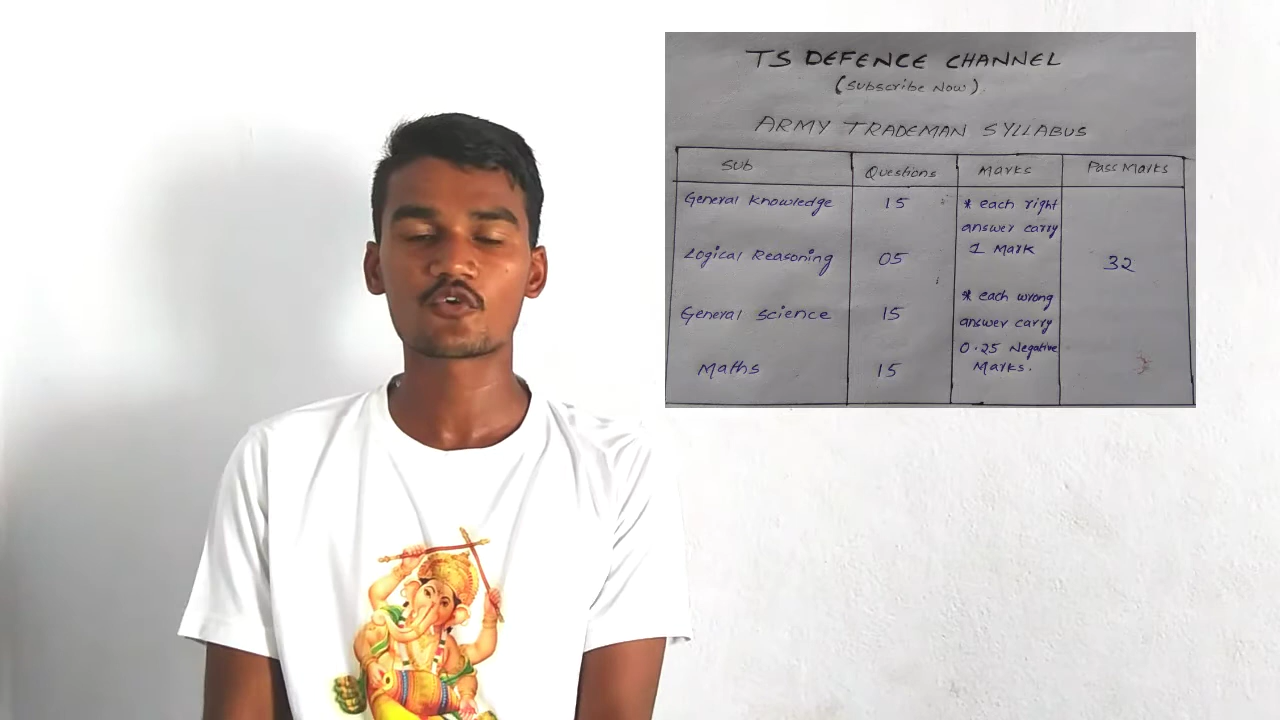 TS DEFENCE CHANNEL
(Subscribe Now)
ARMY TRADEMAN SYLLABUS
Sub Questions Marks Pass Marks
General Knowledge 15 * each right
answer carry
1 Mark
Logical Reasoning 05 32
* each wrong
General Science 15 answer carry
0.25 Negative
Maths 15 Marks.